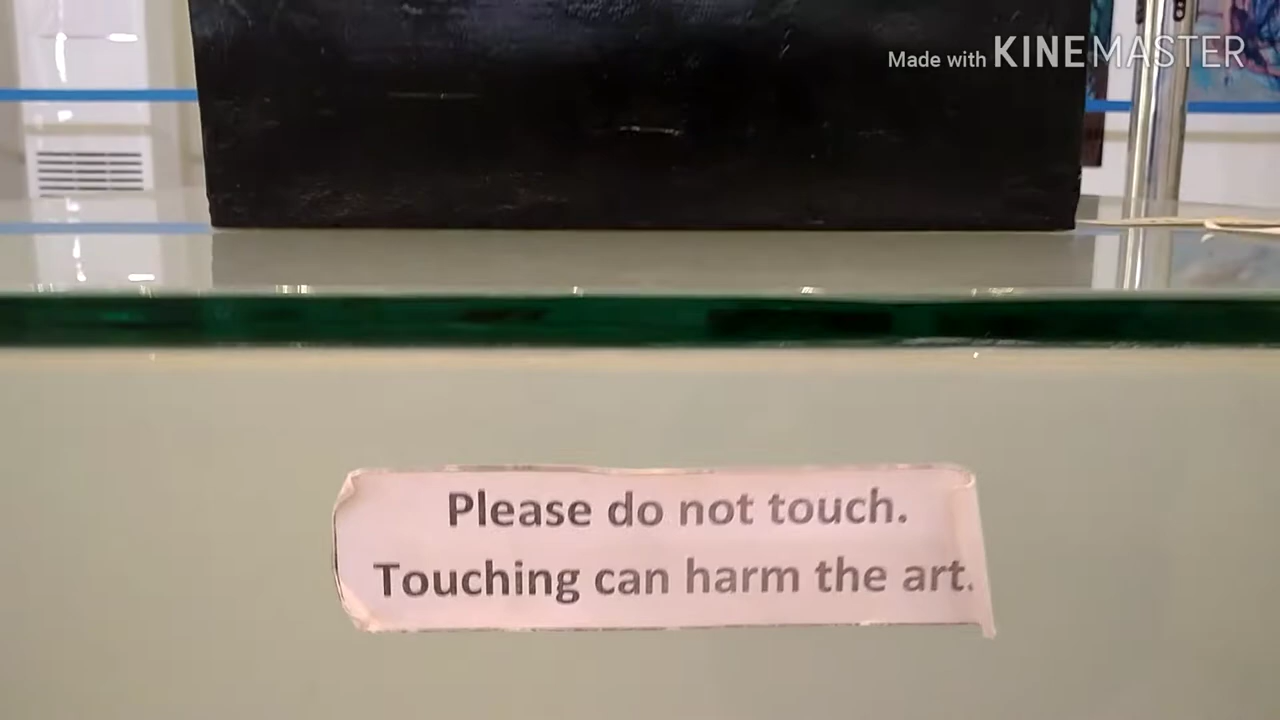 Made with KINEMASTER
Please do not touch.
Touching can harm the art.